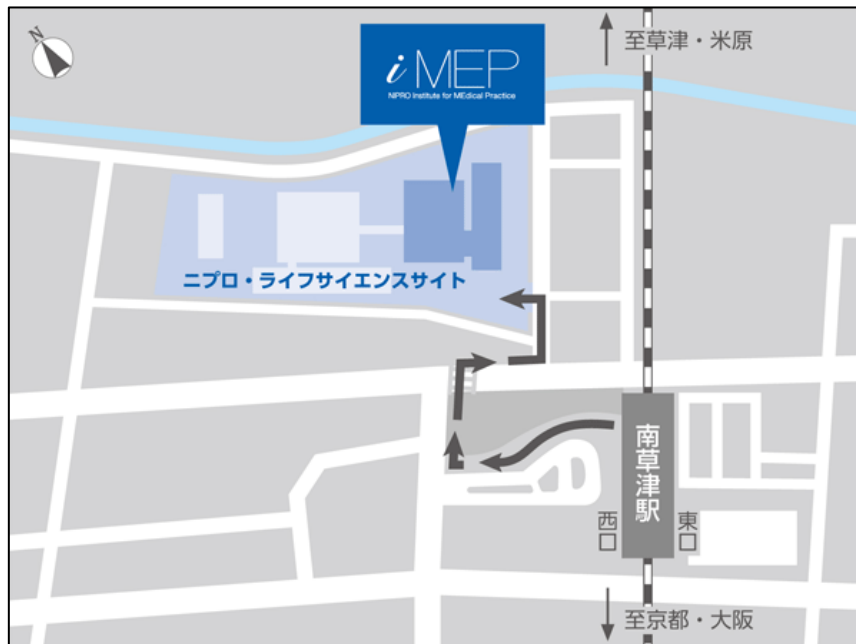 N
至草津・米原
i MEP
NIPRO Institute for MEdical Practice
ニプロ・ライフサイエンスサイト
南草津駅
西口
東口
至京都・大阪